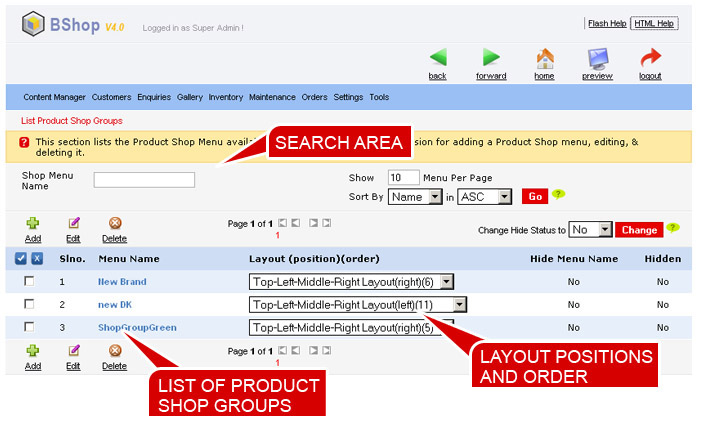 BShop V4.0 Logged in as Super Admin ! Flash Help HTML Help
back forward home preview logout
Content Manager Customers Enquiries Gallery Inventory Maintenance Orders Settings Tools
List Product Shop Groups
? This section lists the Product Shop Menu avail sion for adding a Product Shop menu, editing, &
deleting it.
SEARCH AREA
Shop Menu
Name
Show 10 Menu Per Page
Sort By Name in ASC Go ?
Add Edit Delete
Page 1 of 1
1
Change Hide Status to No Change ?
Slno. Menu Name Layout (position)(order) Hide Menu Name Hidden
1 New Brand Top-Left-Middle-Right Layout(right)(6) No No
2 new DK Top-Left-Middle-Right Layout(left)(11) No No
3 ShopGroupGreen Top-Left-Middle-Right Layout(right)(5) No No
Add Edit Delete
Page 1 of 1
1
LAYOUT POSITIONS
AND ORDER
LIST OF PRODUCT
SHOP GROUPS